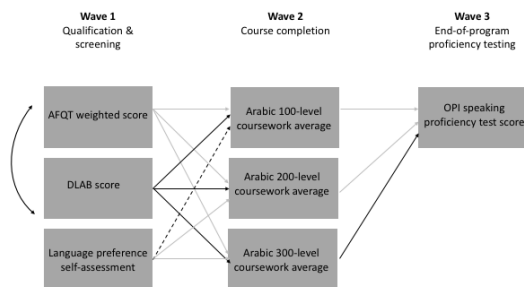 Wave 1
Qualification &
screening
Wave 2
Course completion
Wave 3
End-of-program
proficiency testing
AFQT weighted score
Arabic 100-level
coursework average
OPI speaking
proficiency test score
DLAB score
Arabic 200-level
coursework average
Language preference
self-assessment
Arabic 300-level
coursework average